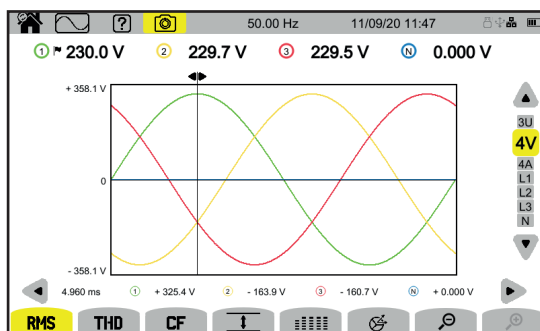 ? 50.00 Hz 11/09/20 11:47
1 230.0 V 2 229.7 V 3 229.5 V N 0.000 V
+ 358.1 V
0
- 358.1 V
3U
4V
4A
L1
L2
L3
N
4.960 ms 1 + 325.4 V 2 - 163.9 V 3 - 160.7 V N + 0.000 V
RMS THD CF